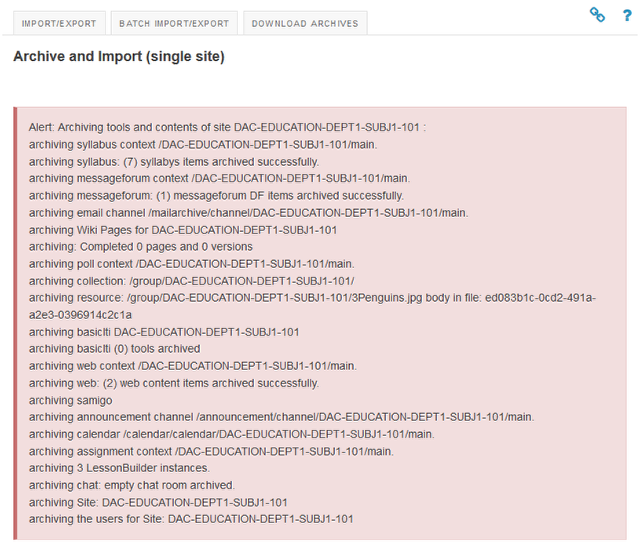 IMPORT/EXPORT BATCH IMPORT/EXPORT DOWNLOAD ARCHIVES ?
Archive and Import (single site)
Alert: Archiving tools and contents of site DAC-EDUCATION-DEPT1-SUBJ1-101 :
archiving syllabus context /DAC-EDUCATION-DEPT1-SUBJ1-101/main.
archiving syllabus: (7) syllabys items archived successfully.
archiving messageforum context /DAC-EDUCATION-DEPT1-SUBJ1-101/main.
archiving messageforum: (1) messageforum DF items archived successfully.
archiving email channel /mailarchive/channel/DAC-EDUCATION-DEPT1-SUBJ1-101/main.
archiving Wiki Pages for DAC-EDUCATION-DEPT1-SUBJ1-101
archiving: Completed 0 pages and 0 versions
archiving poll context /DAC-EDUCATION-DEPT1-SUBJ1-101/main.
archiving collection: /group/DAC-EDUCATION-DEPT1-SUBJ1-101/
archiving resource: /group/DAC-EDUCATION-DEPT1-SUBJ1-101/3Penguins.jpg body in file: ed083b1c-0cd2-491a-
a2e3-0396914c2c1a
archiving basiclti DAC-EDUCATION-DEPT1-SUBJ1-101
archiving basiclti (0) tools archived
archiving web context /DAC-EDUCATION-DEPT1-SUBJ1-101/main.
archiving web: (2) web content items archived successfully.
archiving samigo
archiving announcement channel /announcement/channel/DAC-EDUCATION-DEPT1-SUBJ1-101/main.
archiving calendar /calendar/calendar/DAC-EDUCATION-DEPT1-SUBJ1-101/main.
archiving assignment context /DAC-EDUCATION-DEPT1-SUBJ1-101/main.
archiving 3 LessonBuilder instances.
archiving chat: empty chat room archived.
archiving Site: DAC-EDUCATION-DEPT1-SUBJ1-101
archiving the users for Site: DAC-EDUCATION-DEPT1-SUBJ1-101